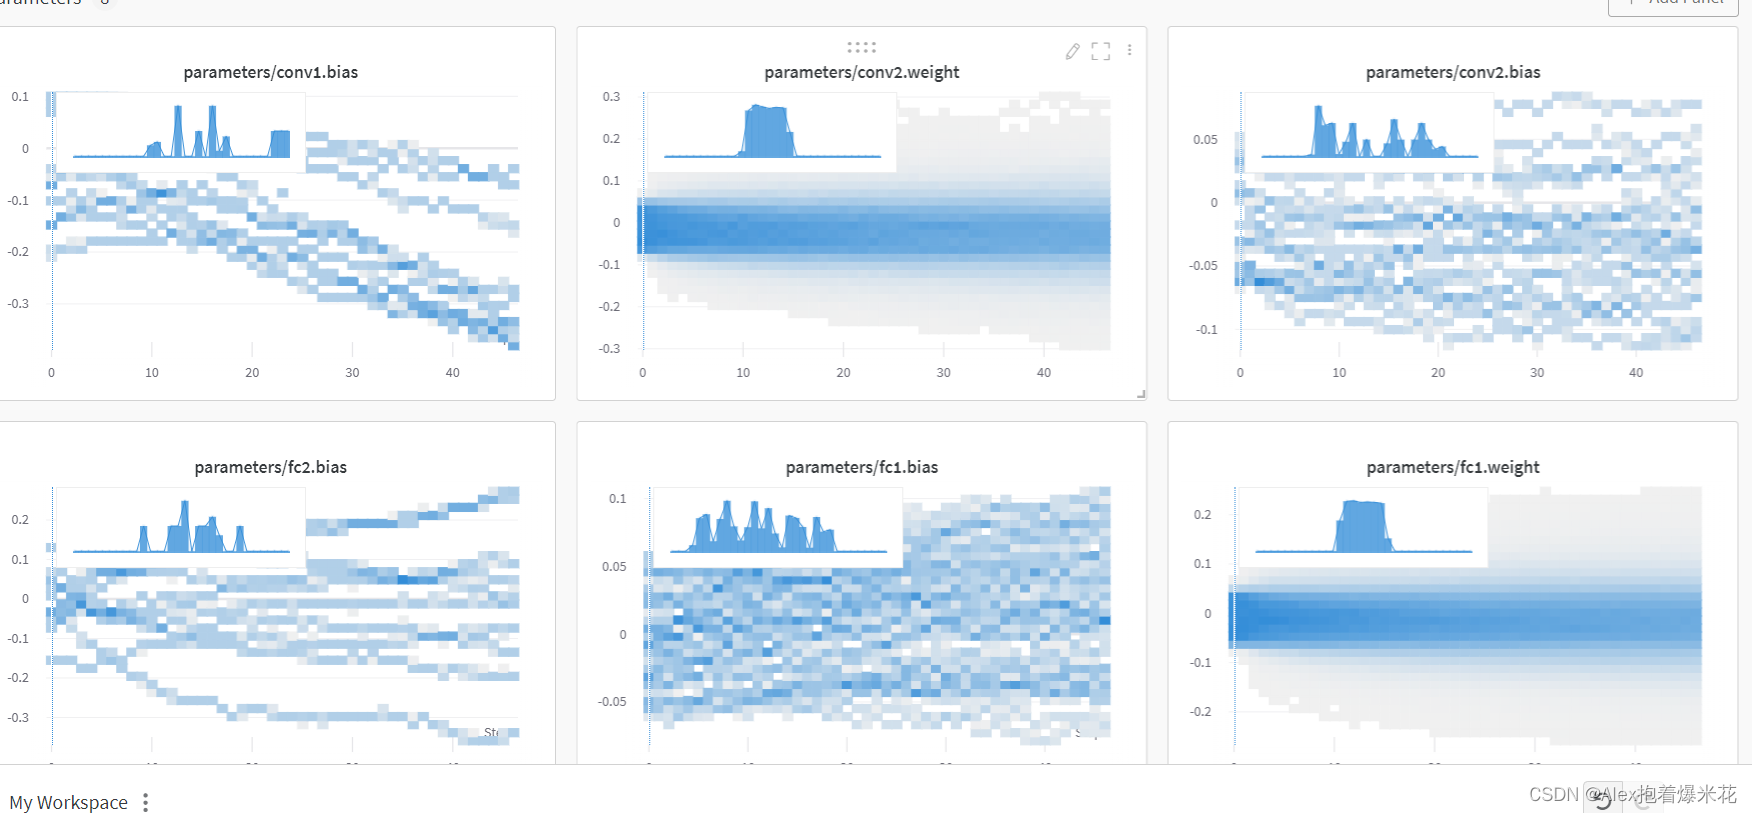 parameters
Add Panel
parameters/conv1.bias
0.1
0
-0.1
-0.2
-0.3
0 10 20 30 40
parameters/conv2.weight
0.3
0.2
0.1
0
-0.1
-0.2
-0.3
0 10 20 30 40
parameters/conv2.bias
0.05
0
-0.05
-0.1
0 10 20 30 40
parameters/fc2.bias
0.2
0.1
0
-0.1
-0.2
-0.3
parameters/fc1.bias
0.1
0.05
0
-0.05
parameters/fc1.weight
0.2
0.1
0
-0.1
-0.2
My Workspace
CSDN @Alex抱着爆米花